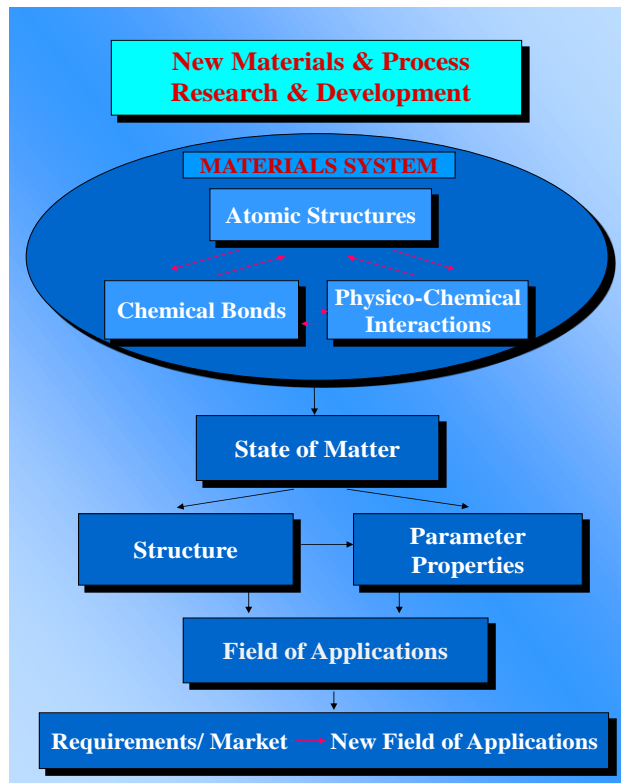 New Materials & Process
Research & Development
MATERIALS SYSTEM
Atomic Structures
Chemical Bonds
Physico-Chemical
Interactions
State of Matter
Structure
Parameter
Properties
Field of Applications
Requirements/ Market
New Field of Applications